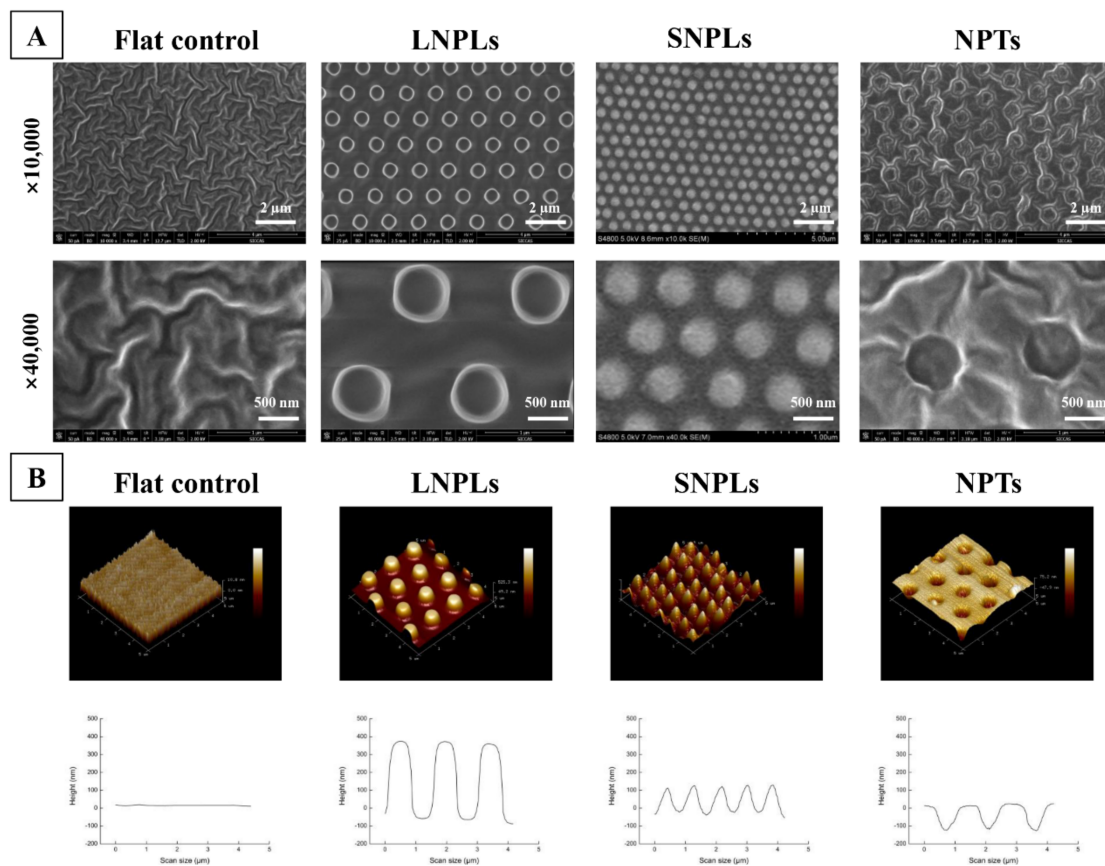 A
Flat control
LNPLs
SNPLs
NPTs
×10,000
2 µm
2 µm
2 µm
2 µm
SICCAS
SICCAS
S4800 5.0kV 8.6mm x10.0k SE(M)
5.00um
SICCAS
×40,000
500 nm
500 nm
500 nm
500 nm
SICCAS
SICCAS
S4800 5.0kV 7.0mm x40.0k SE(M)
1.00um
SICCAS
B
Flat control
LNPLs
SNPLs
NPTs
500
400
300
200
100
0
-100
-200
Height (nm)
0 1 2 3 4 5
Scan size (µm)
500
400
300
200
100
0
-100
-200
Height (nm)
0 1 2 3 4 5
Scan size (µm)
500
400
300
200
100
0
-100
-200
Height (nm)
0 1 2 3 4 5
Scan size (µm)
500
400
300
200
100
0
-100
-200
Height (nm)
0 1 2 3 4 5
Scan size (µm)